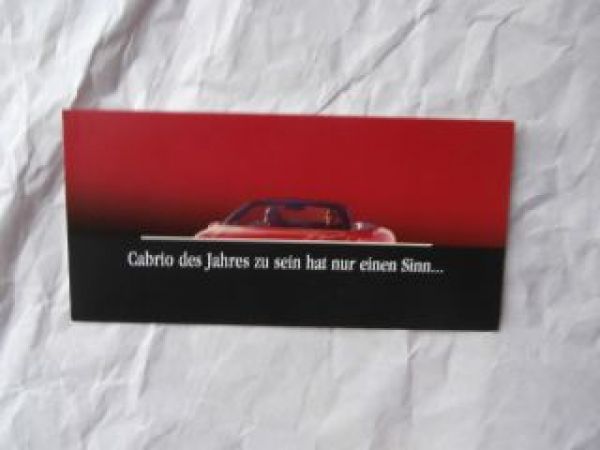 Cabrio des Jahres zu sein hat nur einen Sinn...